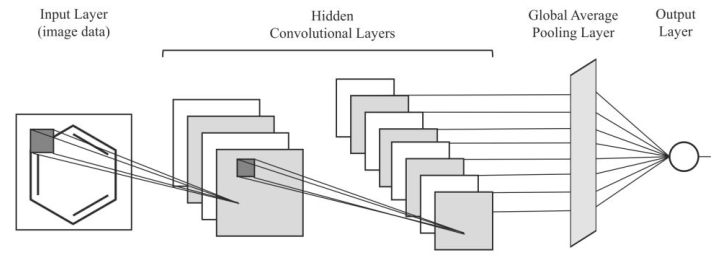 Input Layer
(image data)
Hidden
Convolutional Layers
Global Average
Pooling Layer
Output
Layer